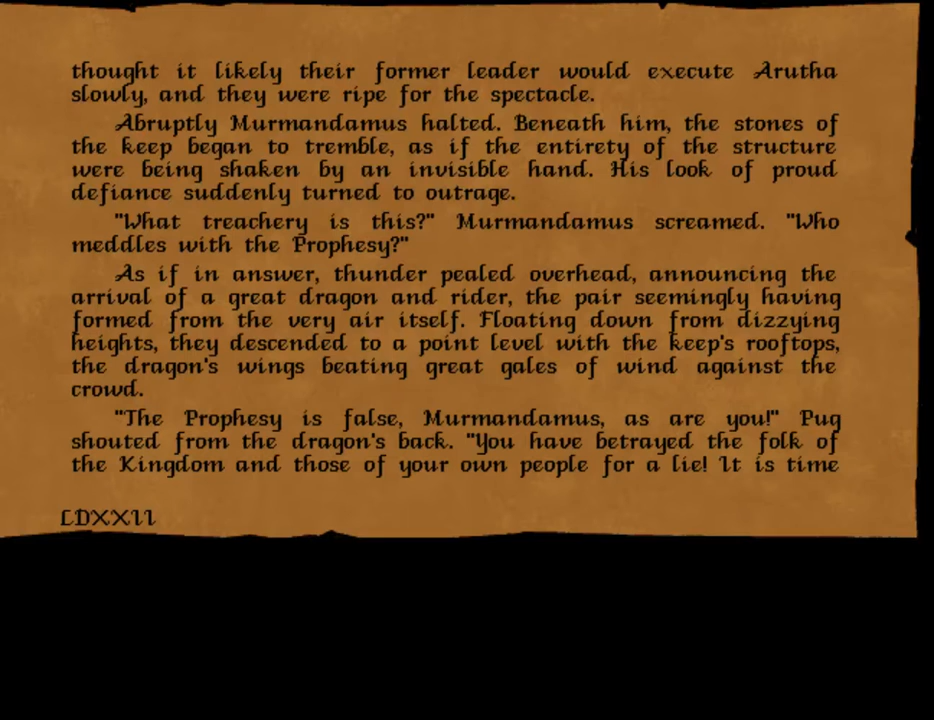 thought it likely their former leader would execute Arutha
slowly, and they were ripe for the spectacle.
Abruptly Murmandamus halted. Beneath him, the stones of
the keep began to tremble, as if the entirety of the structure
were being shaken by an invisible hand. His look of proud
defiance suddenly turned to outrage.
"What treachery is this?" Murmandamus screamed. "Who
meddles with the Prophesy?"
As if in answer, thunder pealed overhead, announcing the
arrival of a great dragon and rider, the pair seemingly having
formed from the very air itself. Floating down from dizzying
heights, they descended to a point level with the keep's rooftops,
the dragon's wings beating great gales of wind against the
crowd.
"The Prophesy is false, Murmandamus, as are you!" Pug
shouted from the dragon's back. "You have betrayed the folk of
the Kingdom and those of your own people for a lie! It is time
LDXXII